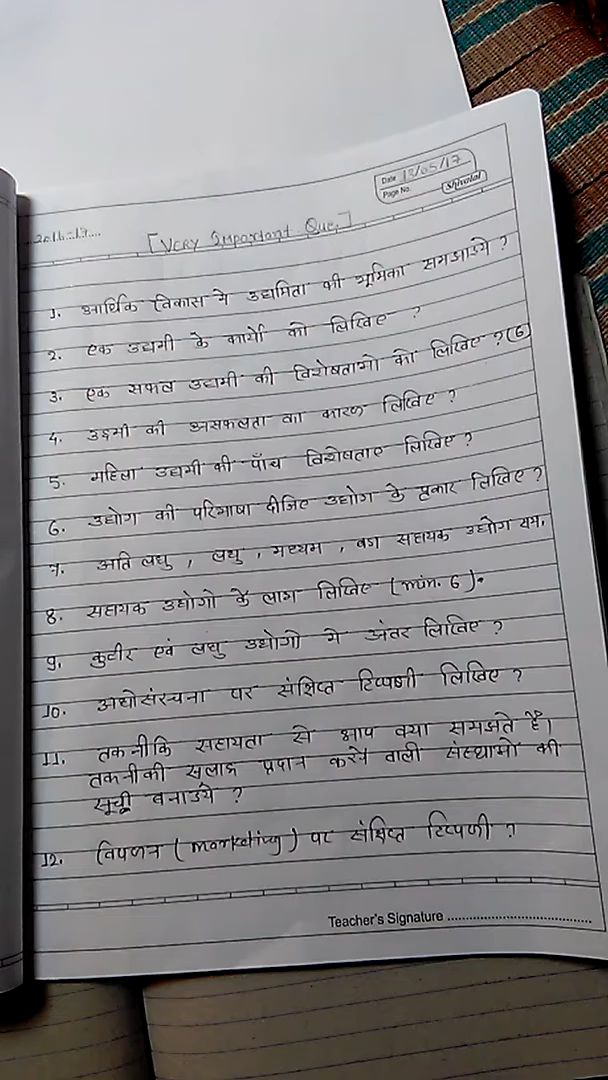 Date 13/05/17
Page No.
Shivalal
[Very Important Que.]
1. आर्थिक विकास मे उद्यमिता की भूमिका समझाइये ?
2. एक उद्यमी के कार्यो को लिखिए ?
3. एक सफल उद्यमी की विशेषताओ को लिखिए ? (6)
4. उद्यमी की असफलता का कारण लिखिए ?
5. महिला उद्यमी की पाँच विशेषताए लिखिए ?
6. उद्योग की परिभाषा दीजिए उद्योग के प्रकार लिखिए ?
7. अति लघु , लघु , मध्यम , सहायक उद्योग
8. सहायक उद्योगो के लाभ लिखिए (min. 6).
9. कुटीर एवं लघु उद्योगो मे अंतर लिखिए ?
10. अधोसंरचना पर संक्षिप्त टिप्पणी लिखिए ?
11. तकनीकि सहायता से आप क्या समझते है।
तकनीकी सलाह प्रदान करने वाली संस्थाओ की
सूची बनाइये ?
12. विपणन (marketing) पर संक्षिप्त टिप्पणी ?
Teacher's Signature